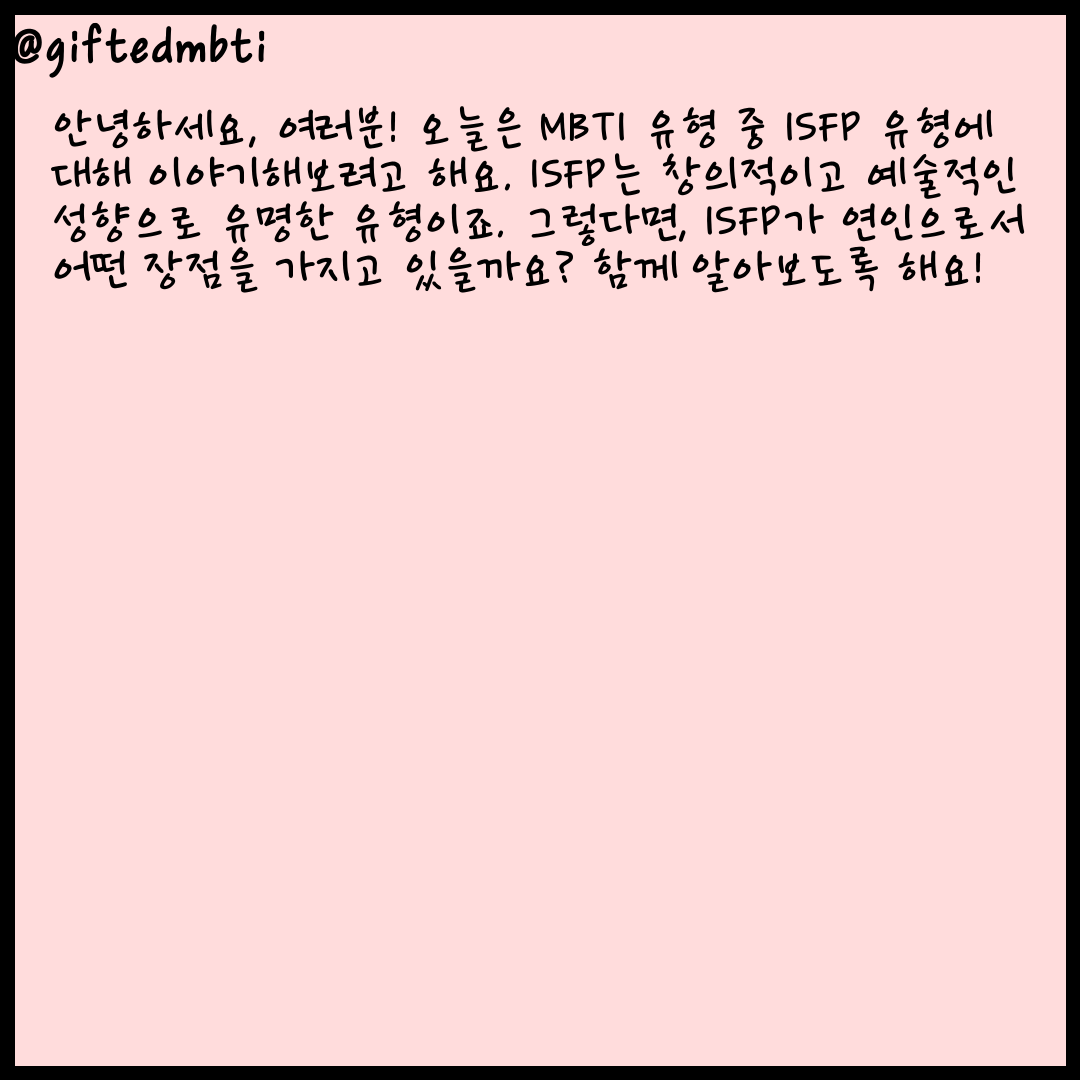 @giftedmbti
안녕하세요, 여러분! 오늘은 MBTI 유형 중 ISFP 유형에
대해 이야기해보려고 해요. ISFP는 창의적이고 예술적인
성향으로 유명한 유형이죠. 그렇다면, ISFP가 연인으로서
어떤 장점을 가지고 있을까요? 함께 알아보도록 해요!